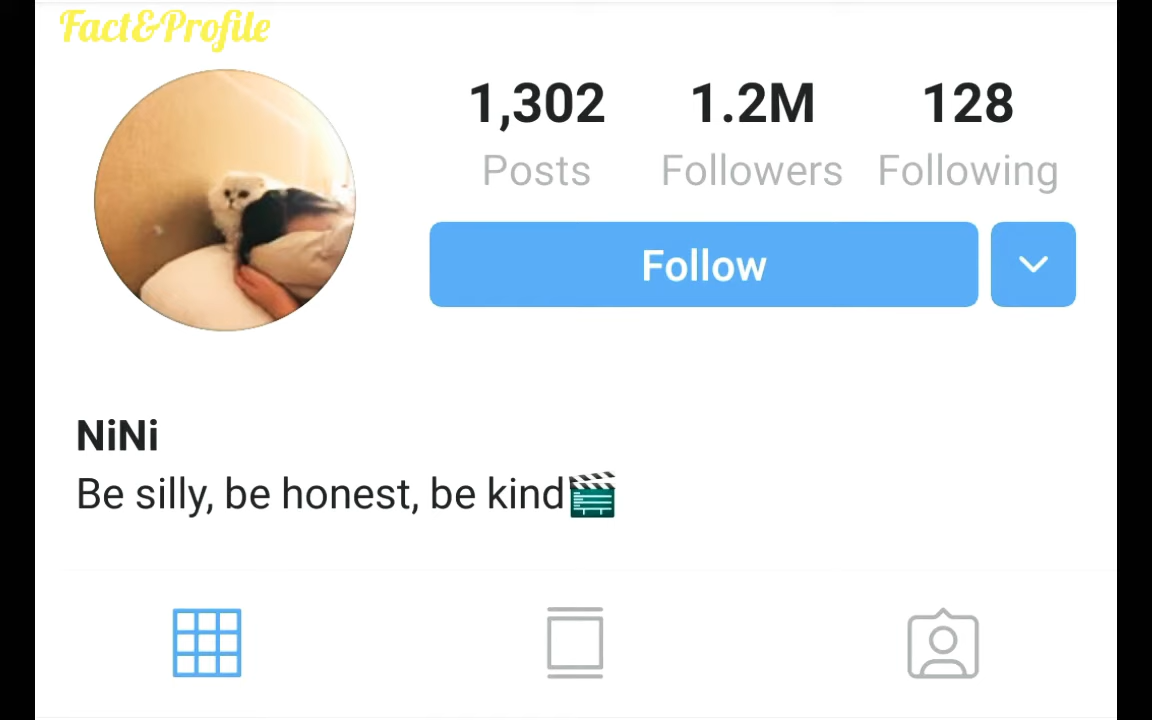 Fact&Profile
1,302 1.2M 128
Posts Followers Following
Follow
NiNi
Be silly, be honest, be kind🎬